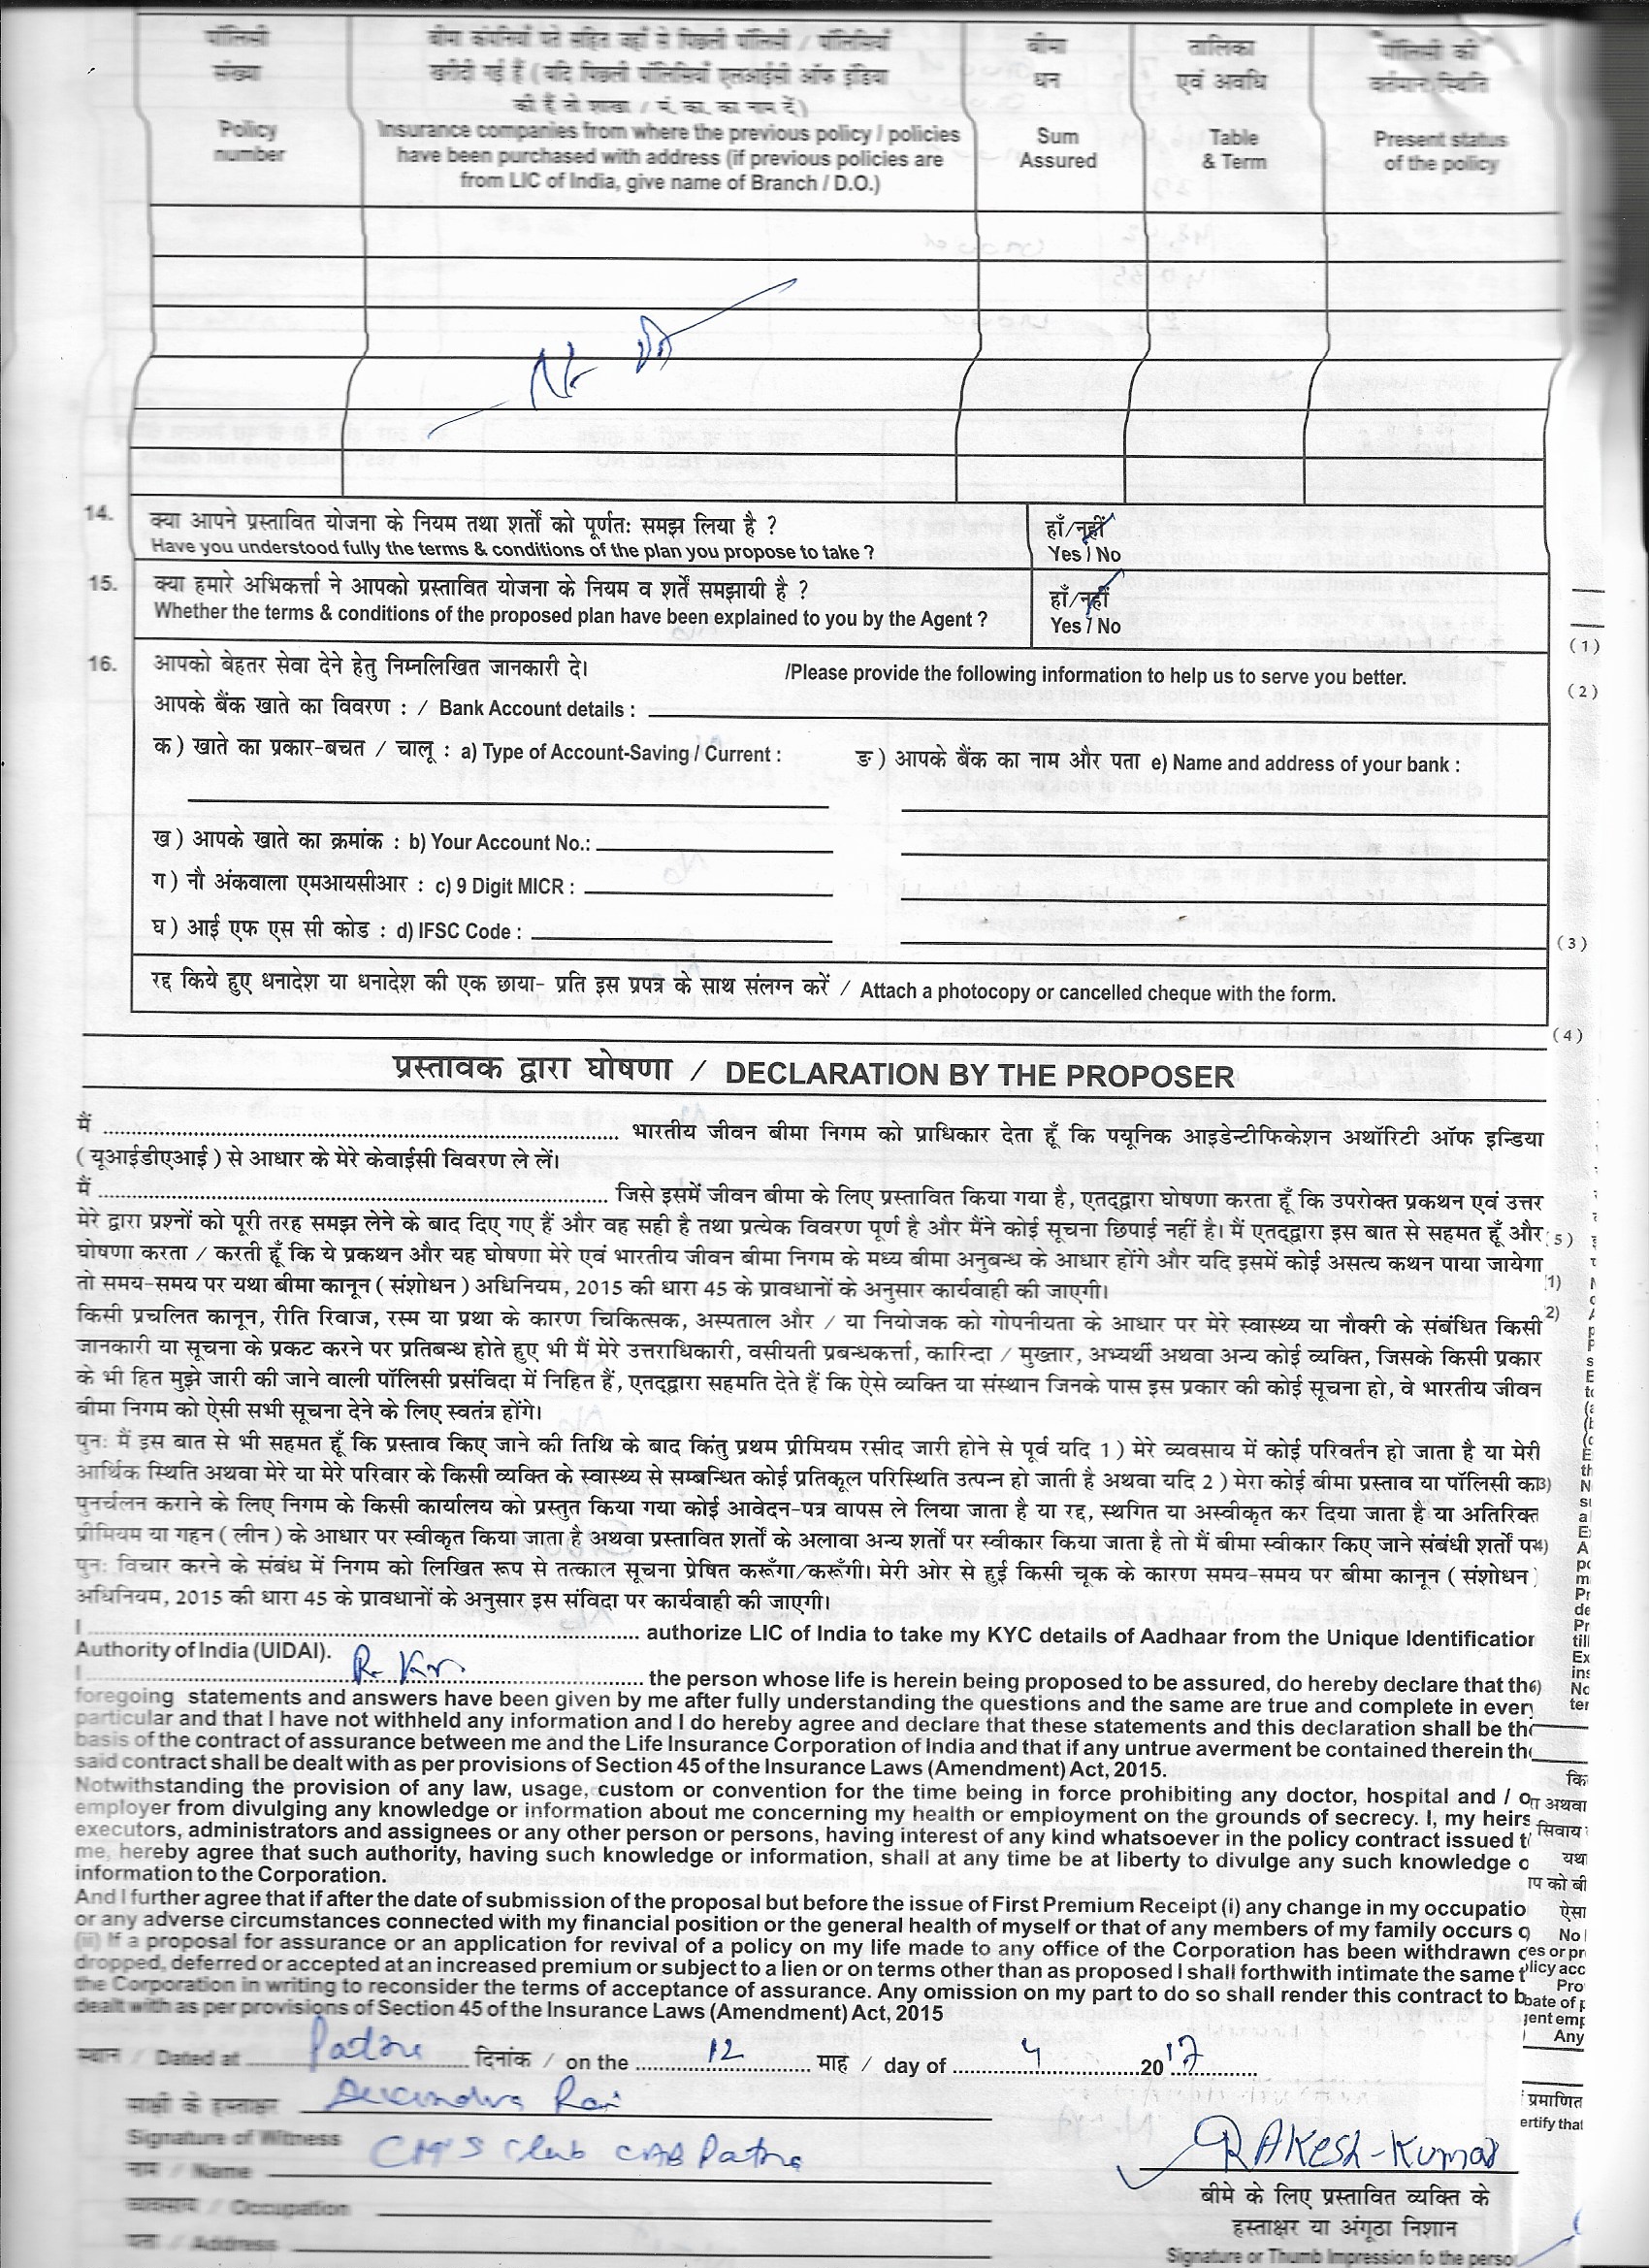 पॉलिसी
संख्या
Policy
number
बीमा कंपनियाँ पते सहित जहाँ से पिछली पॉलिसी / पॉलिसियाँ
खरीदी गई हैं ( यदि पिछली पॉलिसियाँ एलआईसी ऑफ इंडिया
की हैं तो शाखा / मं. का. का नाम दें )
Insurance companies from where the previous policy / policies
have been purchased with address (if previous policies are
from LIC of India, give name of Branch / D.O.)
बीमा
धन
Sum
Assured
तालिका
एवं अवधि
Table
& Term
पॉलिसी की
वर्तमान स्थिति
Present status
of the policy
14. क्या आपने प्रस्तावित योजना के नियम तथा शर्तों को पूर्णतः समझ लिया है ? हाँ/नहीं
Have you understood fully the terms & conditions of the plan you propose to take ? Yes / No
15. क्या हमारे अभिकर्त्ता ने आपको प्रस्तावित योजना के नियम व शर्ते समझायी है ? हाँ/नहीं
Whether the terms & conditions of the proposed plan have been explained to you by the Agent ? Yes / No
(1)
16. आपको बेहतर सेवा देने हेतु निम्नलिखित जानकारी दे। /Please provide the following information to help us to serve you better.
(2)
आपके बैंक खाते का विवरण : / Bank Account details :
क ) खाते का प्रकार-बचत / चालू : a) Type of Account-Saving / Current : ङ ) आपके बैंक का नाम और पता e) Name and address of your bank :
ख ) आपके खाते का क्रमांक : b) Your Account No.:
ग ) नौ अंकवाला एमआयसीआर : c) 9 Digit MICR :
घ ) आई एफ एस सी कोड : d) IFSC Code :
(3)
रद्द किये हुए धनादेश या धनादेश की एक छाया- प्रति इस प्रपत्र के साथ संलग्न करें / Attach a photocopy or cancelled cheque with the form.
(4)
प्रस्तावक द्वारा घोषणा / DECLARATION BY THE PROPOSER
मैं ........ भारतीय जीवन बीमा निगम को प्राधिकार देता हूँ कि पयूनिक आइडेन्टीफिकेशन अथॉरिटी ऑफ इन्डिया
( यूआईडीएआई ) से आधार के मेरे केवाईसी विवरण ले लें।
मैं ........ जिसे इसमें जीवन बीमा के लिए प्रस्तावित किया गया है, एतद्द्वारा घोषणा करता हूँ कि उपरोक्त प्रकथन एवं उत्तर
मेरे द्वारा प्रश्नों को पूरी तरह समझ लेने के बाद दिए गए हैं और वह सही है तथा प्रत्येक विवरण पूर्ण है और मैंने कोई सूचना छिपाई नहीं है। मैं एतद्द्वारा इस बात से सहमत हूँ और
घोषणा करता / करती हूँ कि ये प्रकथन और यह घोषणा मेरे एवं भारतीय जीवन बीमा निगम के मध्य बीमा अनुबन्ध के आधार होंगे और यदि इसमें कोई असत्य कथन पाया जायेगा
तो समय-समय पर यथा बीमा कानून ( संशोधन ) अधिनियम, 2015 की धारा 45 के प्रावधानों के अनुसार कार्यवाही की जाएगी।
किसी प्रचलित कानून, रीति रिवाज, रस्म या प्रथा के कारण चिकित्सक, अस्पताल और / या नियोजक को गोपनीयता के आधार पर मेरे स्वास्थ्य या नौकरी के संबंधित किसी
जानकारी या सूचना के प्रकट करने पर प्रतिबन्ध होते हुए भी मैं मेरे उत्तराधिकारी, वसीयती प्रबन्धकर्त्ता, कारिन्दा / मुख्तार, अभ्यर्थी अथवा अन्य कोई व्यक्ति, जिसके किसी प्रकार
के भी हित मुझे जारी की जाने वाली पॉलिसी प्रसंविदा में निहित हैं, एतद्द्वारा सहमति देते हैं कि ऐसे व्यक्ति या संस्थान जिनके पास इस प्रकार की कोई सूचना हो, वे भारतीय जीवन
बीमा निगम को ऐसी सभी सूचना देने के लिए स्वतंत्र होंगे।
पुनः मैं इस बात से भी सहमत हूँ कि प्रस्ताव किए जाने की तिथि के बाद किंतु प्रथम प्रीमियम रसीद जारी होने से पूर्व यदि 1 ) मेरे व्यवसाय में कोई परिवर्तन हो जाता है या मेरी
आर्थिक स्थिति अथवा मेरे या मेरे परिवार के किसी व्यक्ति के स्वास्थ्य से सम्बन्धित कोई प्रतिकूल परिस्थिति उत्पन्न हो जाती है अथवा यदि 2 ) मेरा कोई बीमा प्रस्ताव या पॉलिसी का
पुनर्चलन कराने के लिए निगम के किसी कार्यालय को प्रस्तुत किया गया कोई आवेदन-पत्र वापस ले लिया जाता है या रद्द, स्थगित या अस्वीकृत कर दिया जाता है या अतिरिक्त
प्रीमियम या गहन ( लीन ) के आधार पर स्वीकृत किया जाता है अथवा प्रस्तावित शर्तों के अलावा अन्य शर्तों पर स्वीकार किया जाता है तो मैं बीमा स्वीकार किए जाने संबंधी शर्तों पर
पुनः विचार करने के संबंध में निगम को लिखित रूप से तत्काल सूचना प्रेषित करूँगा/करूँगी। मेरी ओर से हुई किसी चूक के कारण समय-समय पर बीमा कानून ( संशोधन )
अधिनियम, 2015 की धारा 45 के प्रावधानों के अनुसार इस संविदा पर कार्यवाही की जाएगी।
I ........ authorize LIC of India to take my KYC details of Aadhaar from the Unique Identification
Authority of India (UIDAI).
I ........ R. Kr. ........ the person whose life is herein being proposed to be assured, do hereby declare that the
foregoing statements and answers have been given by me after fully understanding the questions and the same are true and complete in every
particular and that I have not withheld any information and I do hereby agree and declare that these statements and this declaration shall be the
basis of the contract of assurance between me and the Life Insurance Corporation of India and that if any untrue averment be contained therein the
said contract shall be dealt with as per provisions of Section 45 of the Insurance Laws (Amendment) Act, 2015.
Notwithstanding the provision of any law, usage, custom or convention for the time being in force prohibiting any doctor, hospital and / o
employer from divulging any knowledge or information about me concerning my health or employment on the grounds of secrecy. I, my heirs
executors, administrators and assignees or any other person or persons, having interest of any kind whatsoever in the policy contract issued t
me, hereby agree that such authority, having such knowledge or information, shall at any time be at liberty to divulge any such knowledge o
information to the Corporation.
And I further agree that if after the date of submission of the proposal but before the issue of First Premium Receipt (i) any change in my occupatio
or any adverse circumstances connected with my financial position or the general health of myself or that of any members of my family occurs o
(ii) If a proposal for assurance or an application for revival of a policy on my life made to any office of the Corporation has been withdrawn
dropped, deferred or accepted at an increased premium or subject to a lien or on terms other than as proposed I shall forthwith intimate the same t
the Corporation in writing to reconsider the terms of acceptance of assurance. Any omission on my part to do so shall render this contract to b
dealt with as per provisions of Section 45 of the Insurance Laws (Amendment) Act, 2015
स्थान / Dated at Patna दिनांक / on the 12 माह / day of 4 2017
साक्षी के हस्ताक्षर
Signature of Witness
Rai
नाम / Name Club CAB Patna
व्यवसाय / Occupation
पता / Address
RAKESH-KUMAR
बीमे के लिए प्रस्तावित व्यक्ति के
हस्ताक्षर या अंगूठा निशान
Signature or Thumb Impression fo the perso